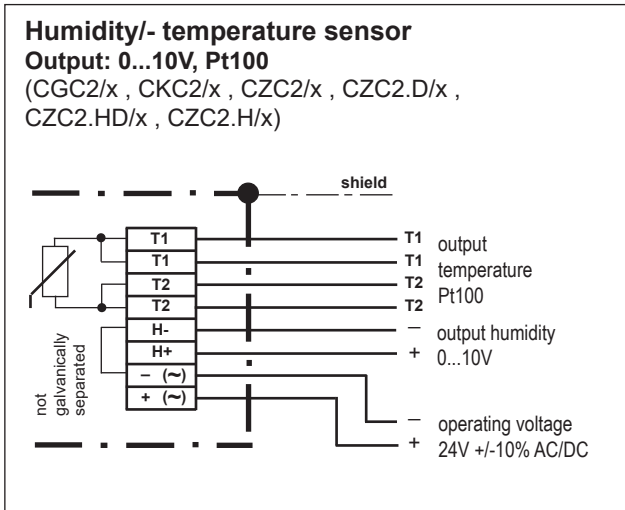 Humidity/- temperature sensor
Output: 0...10V, Pt100
(CGC2/x , CKC2/x , CZC2/x , CZC2.D/x ,
CZC2.HD/x , CZC2.H/x)
shield
T1
T1
T2
T2
H-
H+
– (~)
+ (~)
not
galvanically
separated
T1
T1
T2
T2
output
temperature
Pt100
– output humidity
+ 0...10V
– operating voltage
+ 24V +/-10% AC/DC